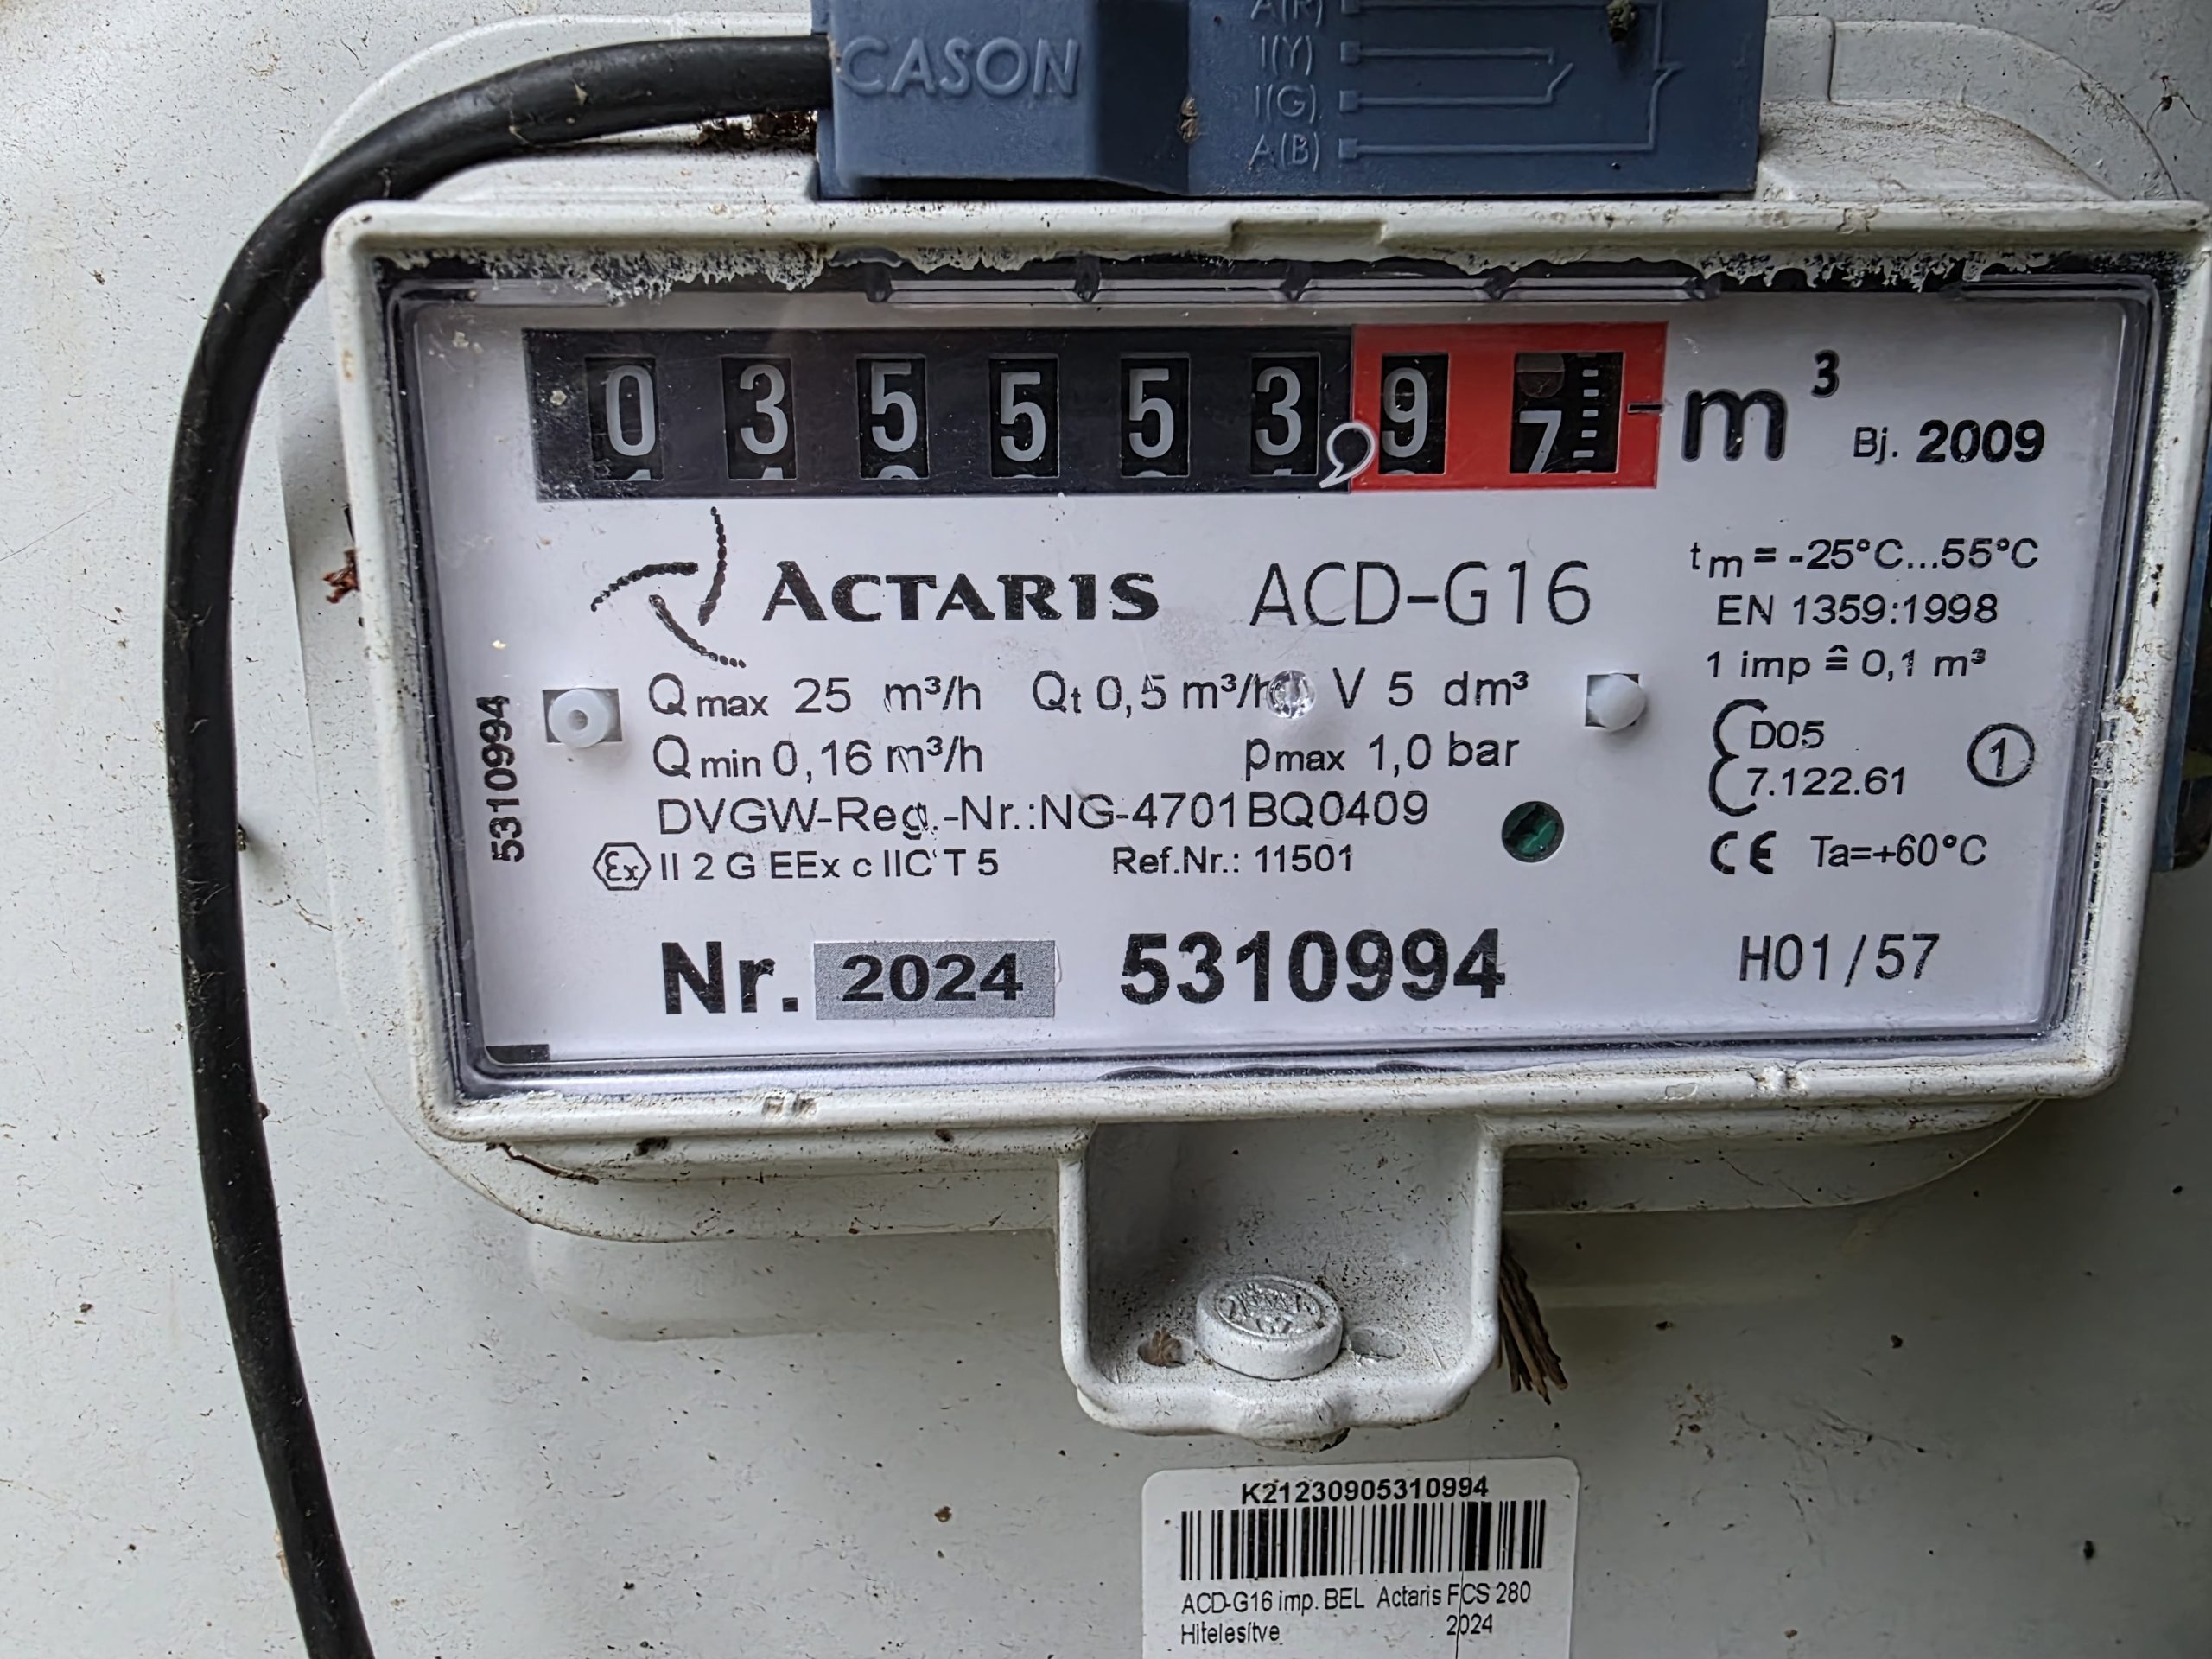 CASON
A(R)
I(Y)
I(G)
A(B)
0 3 5 5 5 3 , 9 7 m³
Bj. 2009
ACTARIS ACD-G16
tm = -25°C...55°C
EN 1359:1998
1 imp ≙ 0,1 m³
Qmax 25 m³/h Qt 0,5 m³/h V 5 dm³
Qmin 0,16 m³/h pmax 1,0 bar
D05
7.122.61
1
DVGW-Reg.-Nr.:NG-4701BQ0409
Ex II 2 G EEx c IIC T 5 Ref.Nr.: 11501
CE Ta=+60°C
5310994
Nr. 2024 5310994 H01/57
K21230905310994
ACD-G16 imp. BEL Actaris FCS 280
Hitelesítve 2024